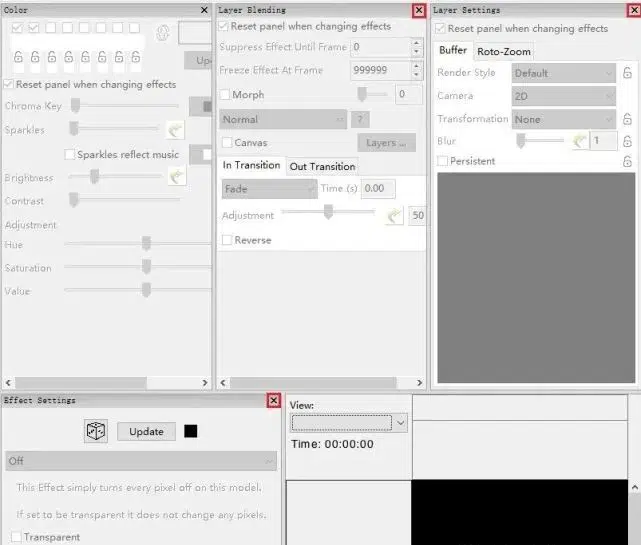 Color
Reset panel when changing effects
Chroma Key
Sparkles
Sparkles reflect music
Brightness
Contrast
Adjustment
Hue
Saturation
Value
Layer Blending
Reset panel when changing effects
Suppress Effect Until Frame 0
Freeze Effect At Frame 999999
Morph 0
Normal ?
Canvas Layers ...
In Transition Out Transition
Fade Time (s) 0.00
Adjustment 50
Reverse
Layer Settings
Reset panel when changing effects
Buffer Roto-Zoom
Render Style Default
Camera 2D
Transformation None
Blur 1
Persistent
Effect Settings
Update
Off
This Effect simply turns every pixel off on this model.
If set to be transparent it does not change any pixels.
Transparent
View:
Time: 00:00:00